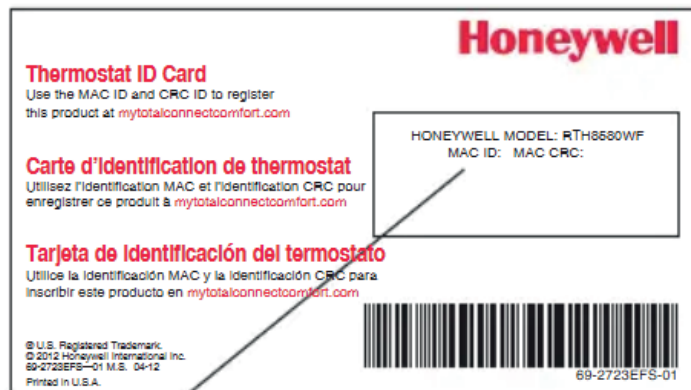 Honeywell
Thermostat ID Card
Use the MAC ID and CRC ID to register
this product at mytotalconnectcomfort.com
HONEYWELL MODEL: RTH8580WF
MAC ID:   MAC CRC:
Carte d'identification de thermostat
Utilisez l'identification MAC et l'identification CRC pour
enregistrer ce produit à mytotalconnectcomfort.com
Tarjeta de identificación del termostato
Utilice la identificación MAC y la identificación CRC para
inscribir este producto en mytotalconnectcomfort.com
® U.S. Registered Trademark.
© 2012 Honeywell International Inc.
69-2723EFS—01 M.S. 04-12
Printed in U.S.A.
69-2723EFS-01